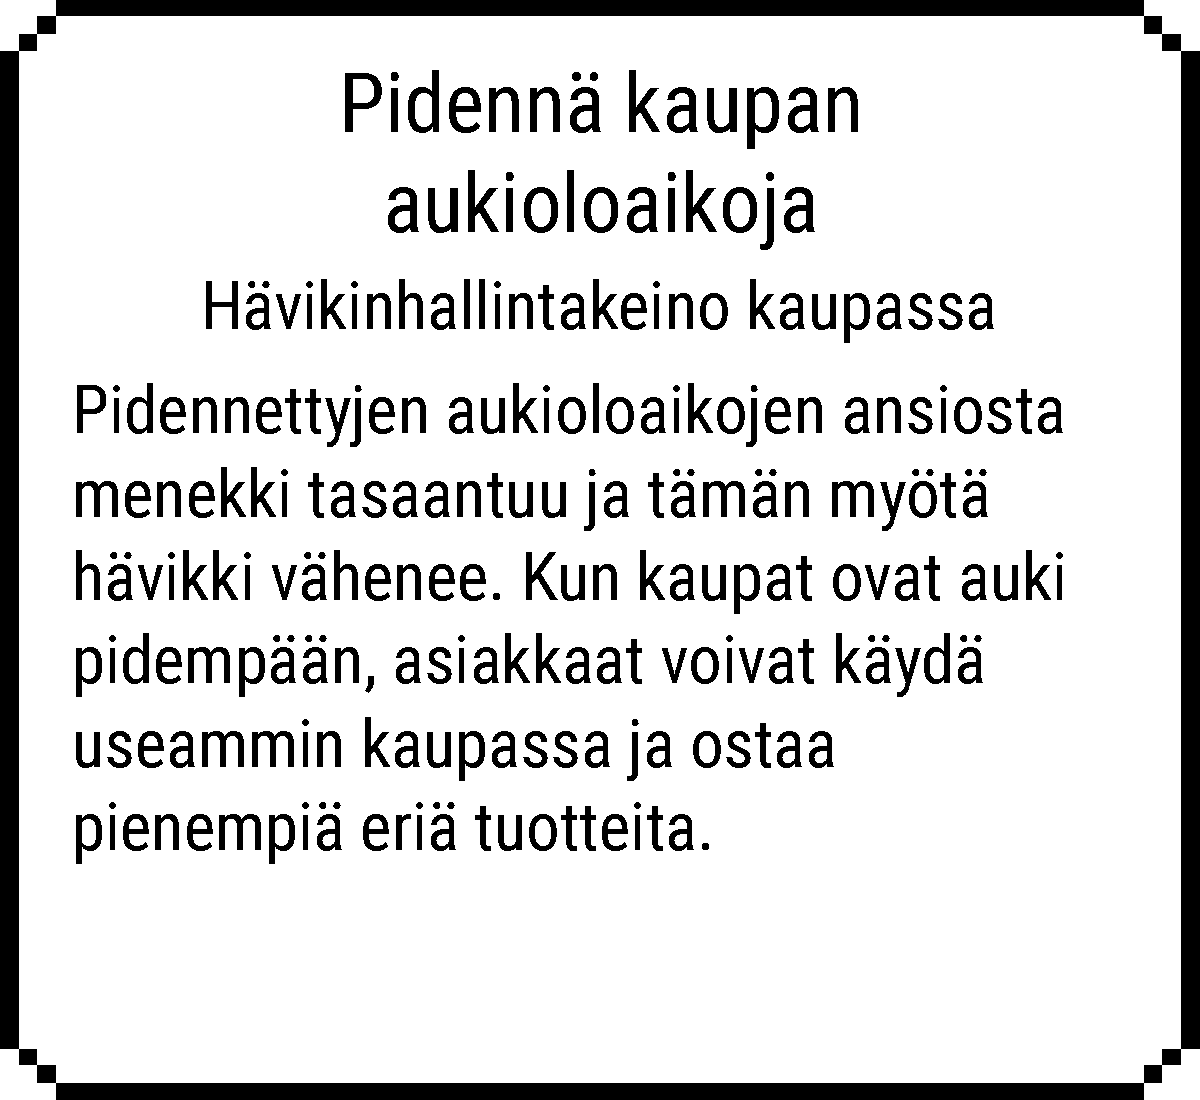 Pidennä kaupan
aukioloaikoja
Hävikinhallintakeino kaupassa
Pidennettyjen aukioloaikojen ansiosta
menekki tasaantuu ja tämän myötä
hävikki vähenee. Kun kaupat ovat auki
pidempään, asiakkaat voivat käydä
useammin kaupassa ja ostaa
pienempiä eriä tuotteita.